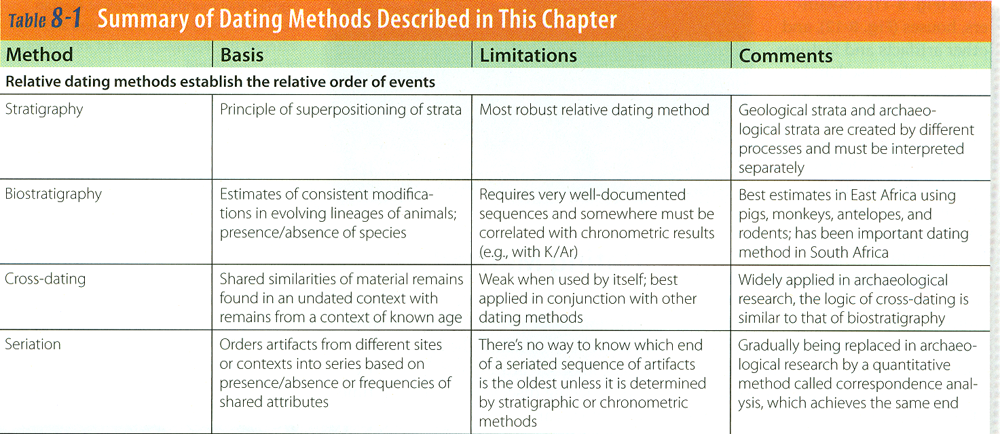 Table 8-1 Summary of Dating Methods Described in This Chapter
Method Basis Limitations Comments
Relative dating methods establish the relative order of events
Stratigraphy
Principle of superpositioning of strata
Most robust relative dating method
Geological strata and archaeo-
logical strata are created by different
processes and must be interpreted
separately
Biostratigraphy
Estimates of consistent modifica-
tions in evolving lineages of animals;
presence/absence of species
Requires very well-documented
sequences and somewhere must be
correlated with chronometric results
(e.g., with K/Ar)
Best estimates in East Africa using
pigs, monkeys, antelopes, and
rodents; has been important dating
method in South Africa
Cross-dating
Shared similarities of material remains
found in an undated context with
remains from a context of known age
Weak when used by itself; best
applied in conjunction with other
dating methods
Widely applied in archaeological
research, the logic of cross-dating is
similar to that of biostratigraphy
Seriation
Orders artifacts from different sites
or contexts into series based on
presence/absence or frequencies of
shared attributes
There's no way to know which end
of a seriated sequence of artifacts
is the oldest unless it is determined
by stratigraphic or chronometric
methods
Gradually being replaced in archaeo-
logical research by a quantitative
method called correspondence anal-
ysis, which achieves the same end